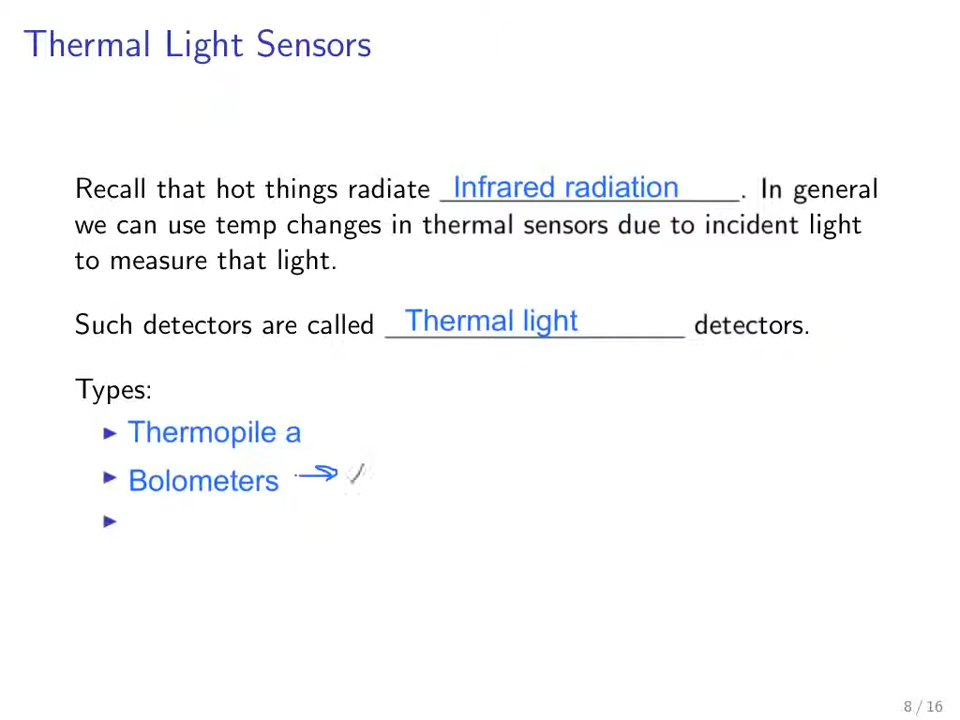 Thermal Light Sensors
Recall that hot things radiate Infrared radiation. In general
we can use temp changes in thermal sensors due to incident light
to measure that light.
Such detectors are called Thermal light detectors.
Types:
Thermopile a
Bolometers →
8 / 16